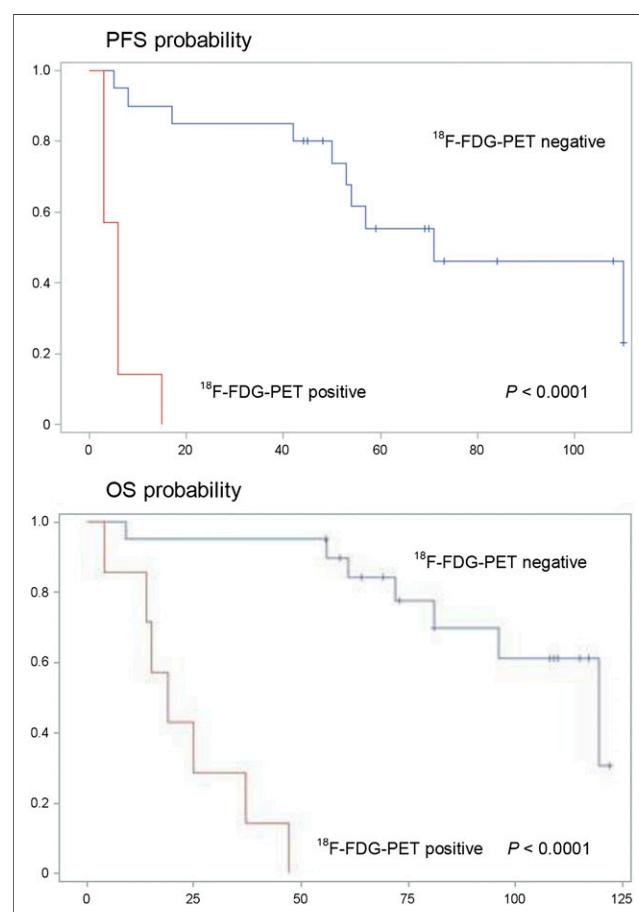 PFS probability
1.0
0.8
0.6
0.4
0.2
0
¹⁸F-FDG-PET negative
¹⁸F-FDG-PET positive
P < 0.0001
0 20 40 60 80 100
OS probability
1.0
0.8
0.6
0.4
0.2
0
¹⁸F-FDG-PET negative
¹⁸F-FDG-PET positive P < 0.0001
0 25 50 75 100 125